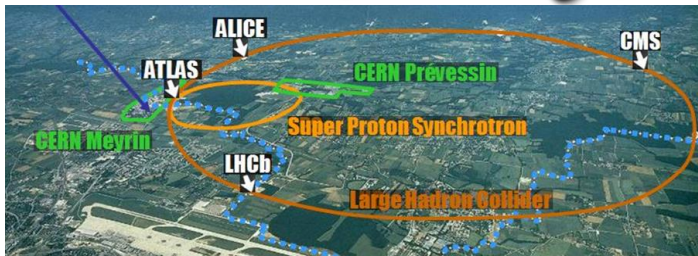 ALICE
CMS
ATLAS
CERN Prévessin
CERN Meyrin
Super Proton Synchrotron
LHCb
Large Hadron Collider